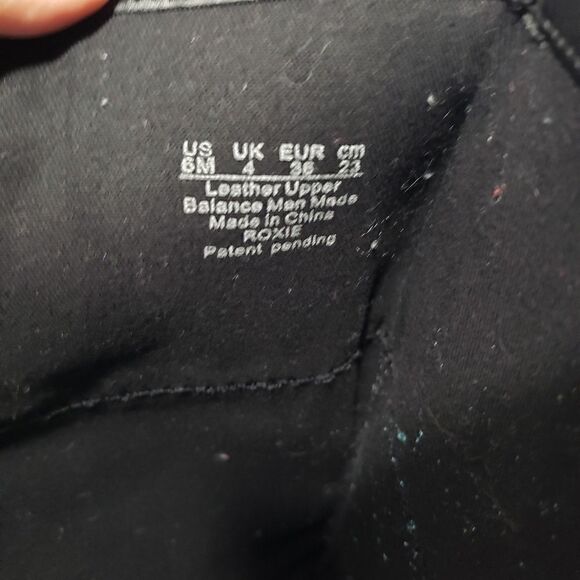 US UK EUR cm
6M 4 36 23
Leather Upper
Balance Man Made
Made in China
ROXIE
Patent pending